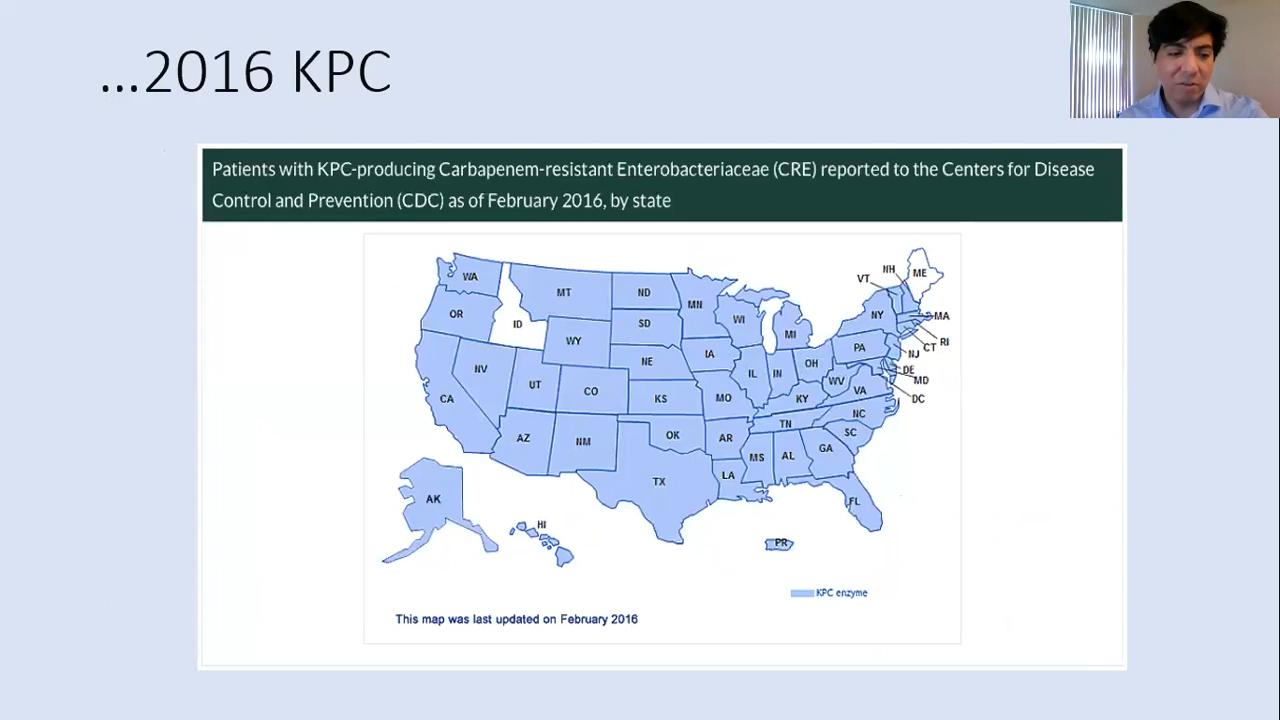 ...2016 KPC
Patients with KPC-producing Carbapenem-resistant Enterobacteriaceae (CRE) reported to the Centers for Disease
Control and Prevention (CDC) as of February 2016, by state
WA
MT
ND
MN
VT
NH
ME
OR
ID
SD
WI
MI
NY
MA
RI
CT
WY
IA
PA
NJ
NV
NE
IL
IN
OH
DE
MD
UT
CO
WV
VA
DC
CA
KS
MO
KY
NC
AZ
NM
OK
AR
TN
SC
MS
AL
GA
TX
LA
AK
FL
HI
PR
KPC enzyme
This map was last updated on February 2016